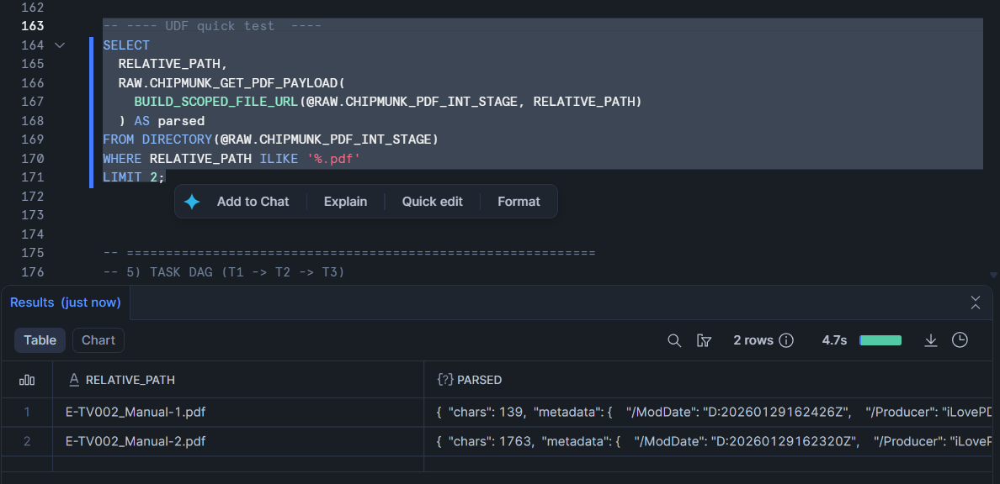 162
163 -- ---- UDF quick test  ----
164 SELECT
165   RELATIVE_PATH,
166   RAW.CHIPMUNK_GET_PDF_PAYLOAD(
167     BUILD_SCOPED_FILE_URL(@RAW.CHIPMUNK_PDF_INT_STAGE, RELATIVE_PATH)
168   ) AS parsed
169 FROM DIRECTORY(@RAW.CHIPMUNK_PDF_INT_STAGE)
170 WHERE RELATIVE_PATH ILIKE '%.pdf'
171 LIMIT 2;
172
Add to Chat Explain Quick edit Format
173
174
175 -- ===========================================================
176 -- 5) TASK DAG (T1 -> T2 -> T3)
Results (just now)
Table Chart 2 rows 4.7s
A RELATIVE_PATH {?} PARSED
1 E-TV002_Manual-1.pdf { "chars": 139, "metadata": { "/ModDate": "D:20260129162426Z", "/Producer": "iLovePD
2 E-TV002_Manual-2.pdf { "chars": 1763, "metadata": { "/ModDate": "D:20260129162320Z", "/Producer": "iLoveP